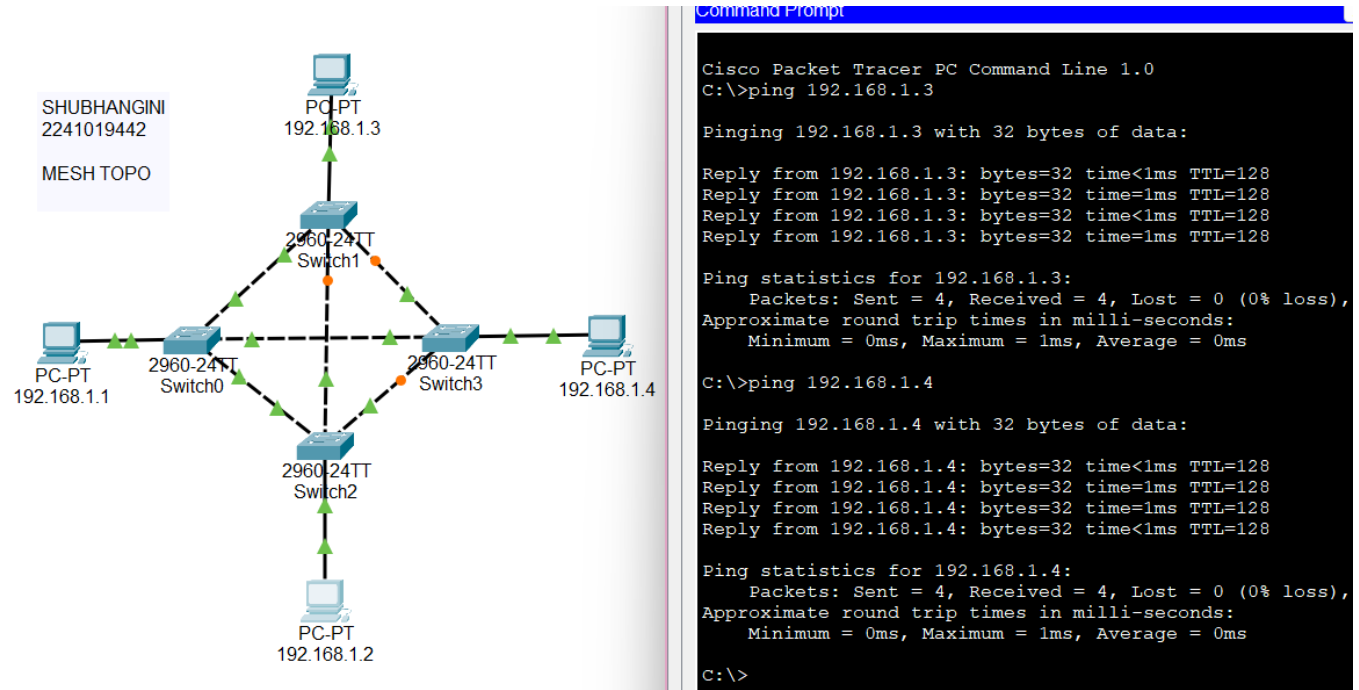 SHUBHANGINI
2241019442
MESH TOPO
PC-PT
192.168.1.3
2960-24TT
Switch1
PC-PT
192.168.1.1
2960-24TT
Switch0
2960-24TT
Switch3
PC-PT
192.168.1.4
2960-24TT
Switch2
PC-PT
192.168.1.2
Command Prompt
Cisco Packet Tracer PC Command Line 1.0
C:\>ping 192.168.1.3
Pinging 192.168.1.3 with 32 bytes of data:
Reply from 192.168.1.3: bytes=32 time<1ms TTL=128
Reply from 192.168.1.3: bytes=32 time<1ms TTL=128
Reply from 192.168.1.3: bytes=32 time<1ms TTL=128
Reply from 192.168.1.3: bytes=32 time=1ms TTL=128
Ping statistics for 192.168.1.3:
Packets: Sent = 4, Received = 4, Lost = 0 (0% loss),
Approximate round trip times in milli-seconds:
Minimum = 0ms, Maximum = 1ms, Average = 0ms
C:\>ping 192.168.1.4
Pinging 192.168.1.4 with 32 bytes of data:
Reply from 192.168.1.4: bytes=32 time<1ms TTL=128
Reply from 192.168.1.4: bytes=32 time=1ms TTL=128
Reply from 192.168.1.4: bytes=32 time=1ms TTL=128
Reply from 192.168.1.4: bytes=32 time=1ms TTL=128
Ping statistics for 192.168.1.4:
Packets: Sent = 4, Received = 4, Lost = 0 (0% loss),
Approximate round trip times in milli-seconds:
Minimum = 0ms, Maximum = 1ms, Average = 0ms
C:\>